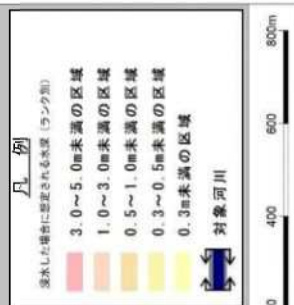 凡 例
浸水した場合に想定される水深（ランク別）
3.0～5.0m未満の区域
1.0～3.0m未満の区域
0.5～1.0m未満の区域
0.3～0.5m未満の区域
0.3m未満の区域
対象河川
0
400
600
800m